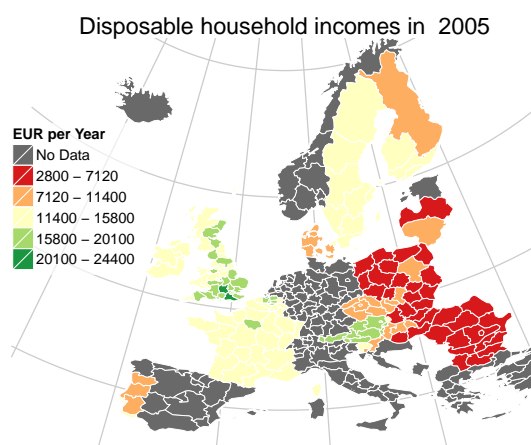 Disposable household incomes in 2005
EUR per Year
No Data
2800 – 7120
7120 – 11400
11400 – 15800
15800 – 20100
20100 – 24400